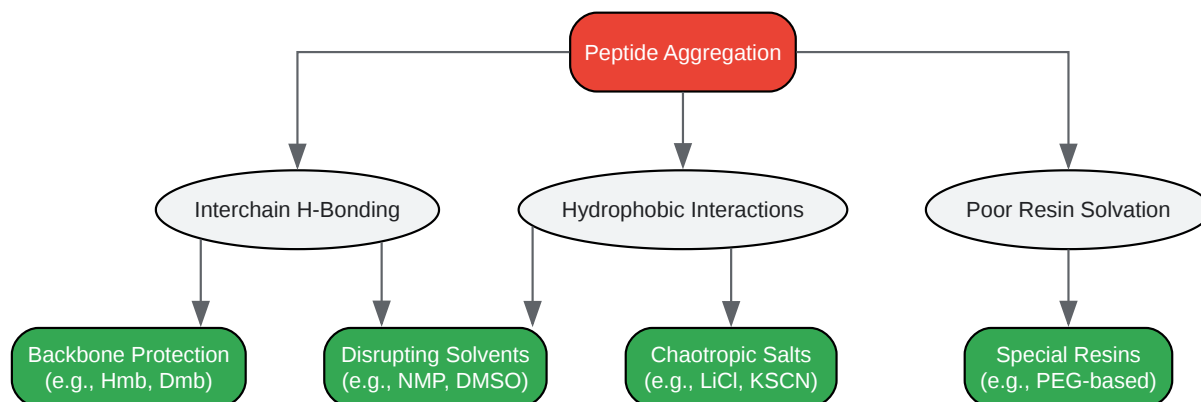 Peptide Aggregation
Interchain H-Bonding
Hydrophobic Interactions
Poor Resin Solvation
Backbone Protection
(e.g., Hmb, Dmb)
Disrupting Solvents
(e.g., NMP, DMSO)
Chaotropic Salts
(e.g., LiCl, KSCN)
Special Resins
(e.g., PEG-based)